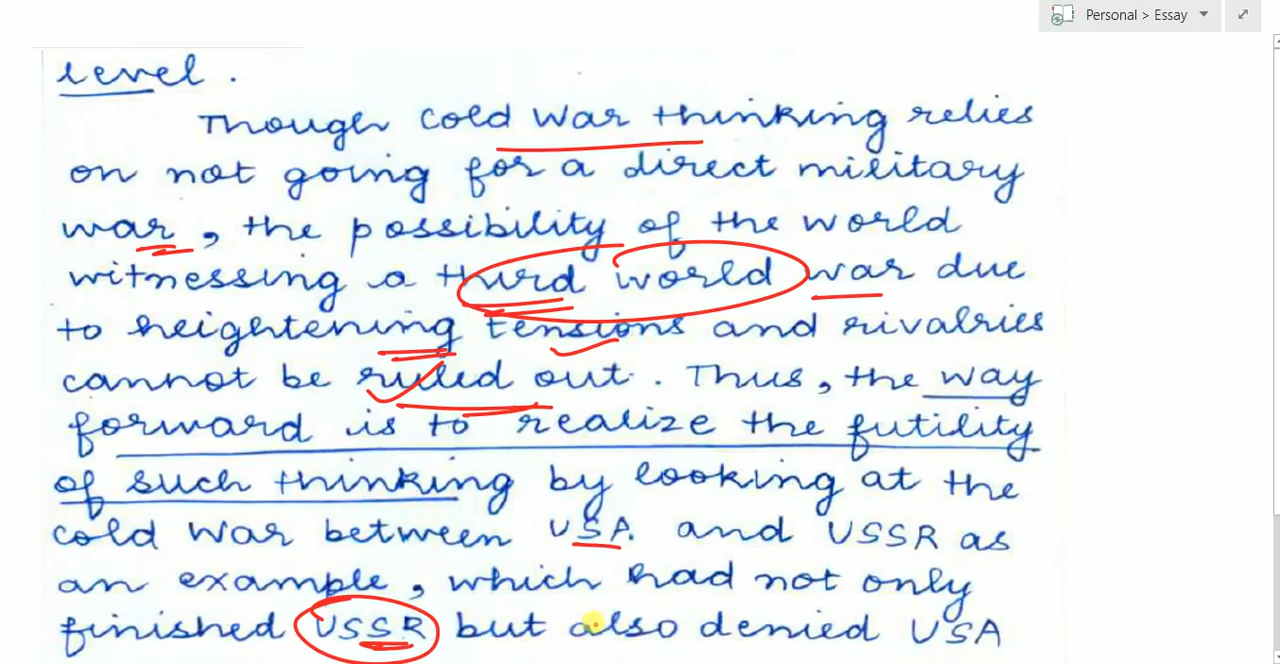 Personal > Essay
level.
Though cold war thinking relies
on not going for a direct military
war, the possibility of the world
witnessing a third world war due
to heightening tensions and rivalries
cannot be ruled out. Thus, the way
forward is to realize the futility
of such thinking by looking at the
cold war between USA and USSR as
an example, which had not only
finished USSR but also denied USA